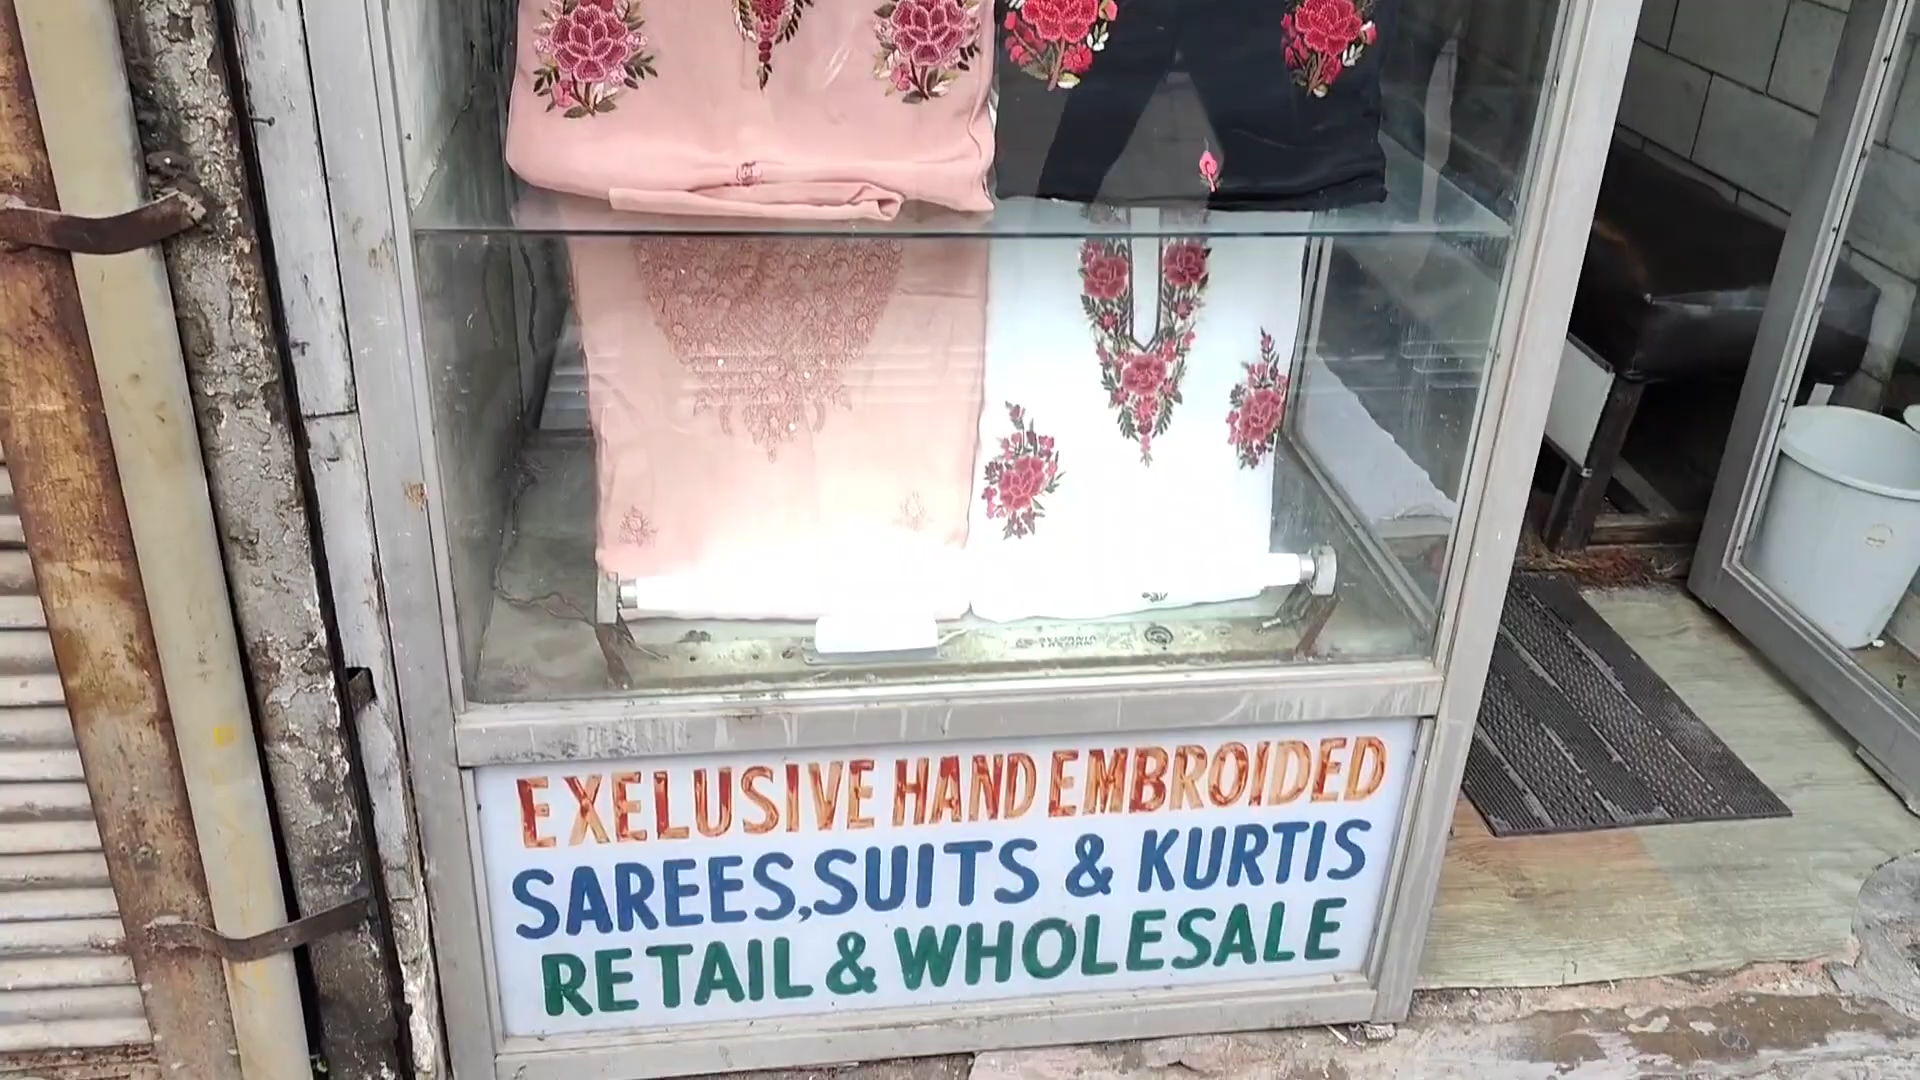 EXELUSIVE HAND EMBROIDED
SAREES, SUITS & KURTIS
RETAIL & WHOLESALE